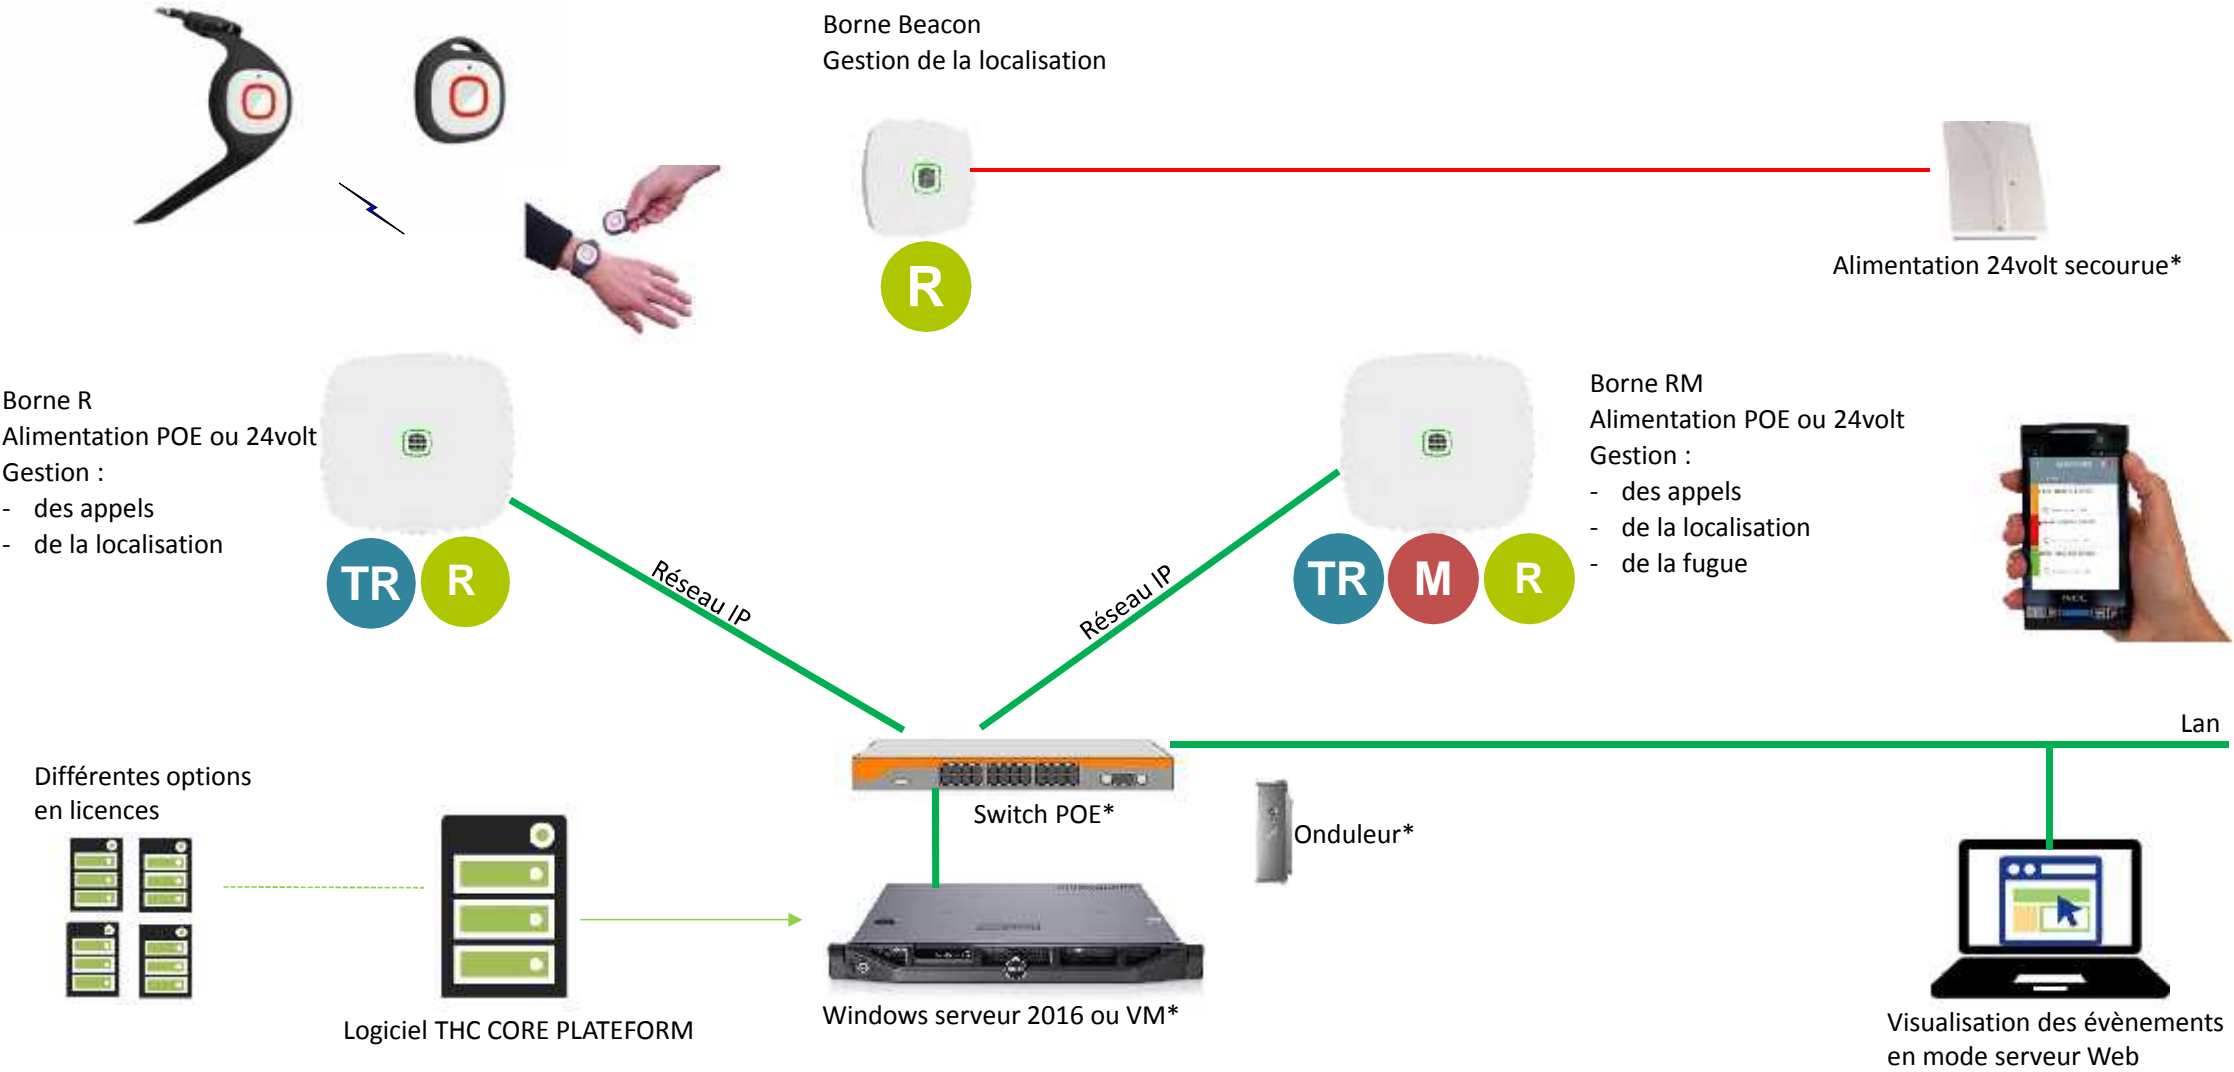 Borne Beacon
Gestion de la localisation
R
Alimentation 24volt secourue*
Borne R
Alimentation POE ou 24volt
Gestion :
- des appels
- de la localisation
TR
R
Borne RM
Alimentation POE ou 24volt
Gestion :
- des appels
- de la localisation
- de la fugue
TR
M
R
NEC
Réseau IP
Réseau IP
Lan
Différentes options
en licences
Switch POE*
Onduleur*
Logiciel THC CORE PLATEFORM
Windows serveur 2016 ou VM*
Visualisation des évènements
en mode serveur Web